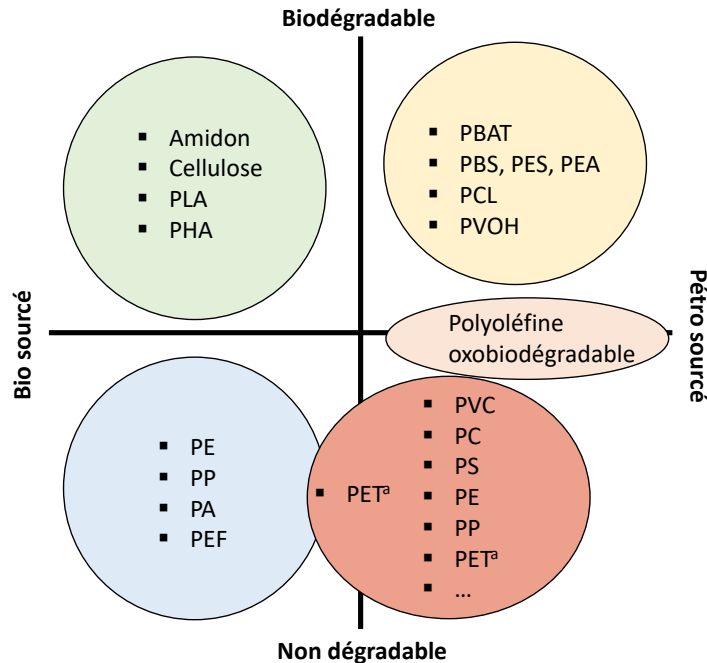 Biodégradable
▪ Amidon
▪ Cellulose
▪ PLA
▪ PHA
▪ PBAT
▪ PBS, PES, PEA
▪ PCL
▪ PVOH
Bio sourcé
Pétro sourcé
Polyoléfine
oxobiodégradable
▪ PE
▪ PP
▪ PA
▪ PEF
▪ PETᵃ
▪ PVC
▪ PC
▪ PS
▪ PE
▪ PP
▪ PETᵃ
▪ ...
Non dégradable